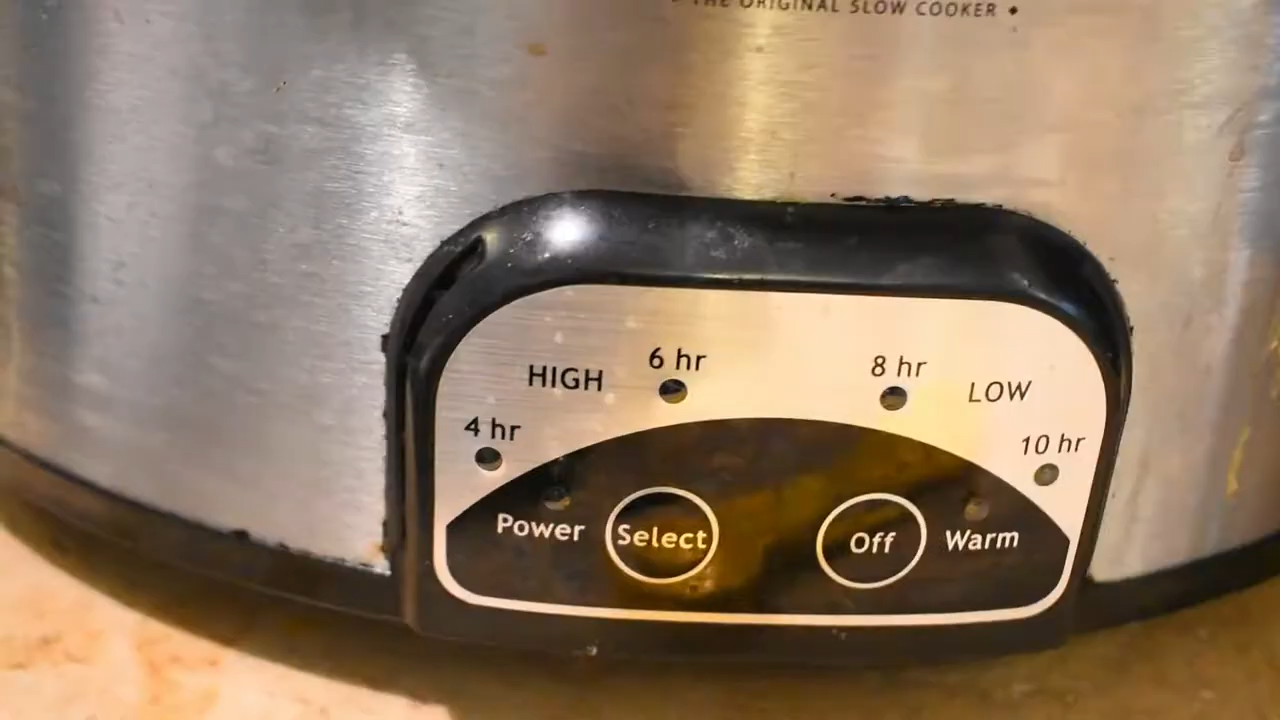 THE ORIGINAL SLOW COOKER
HIGH
6 hr
8 hr
LOW
4 hr
10 hr
Power
Select
Off
Warm